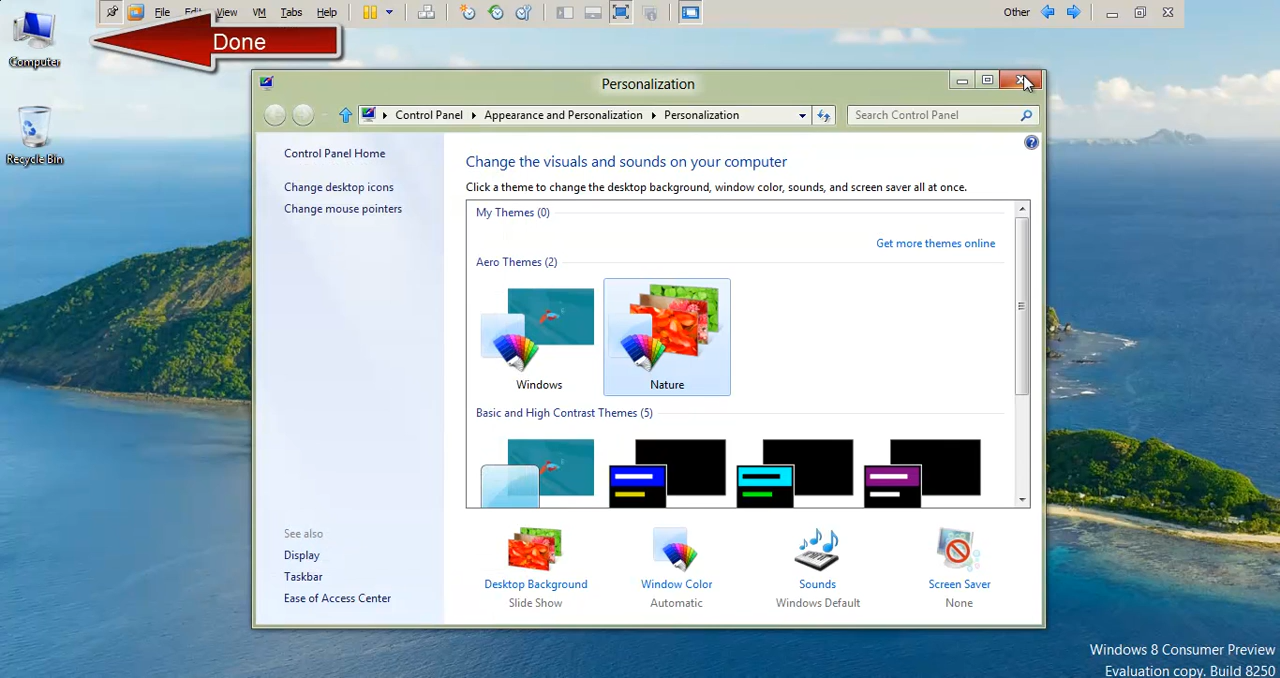 File Edit View VM Tabs Help
Other
Done
Computer
Recycle Bin
Personalization
Control Panel Appearance and Personalization Personalization
Search Control Panel
Control Panel Home
Change desktop icons
Change mouse pointers
See also
Display
Taskbar
Ease of Access Center
Change the visuals and sounds on your computer
Click a theme to change the desktop background, window color, sounds, and screen saver all at once.
My Themes (0)
Get more themes online
Aero Themes (2)
Windows
Nature
Basic and High Contrast Themes (5)
Desktop Background
Slide Show
Window Color
Automatic
Sounds
Windows Default
Screen Saver
None
Windows 8 Consumer Preview
Evaluation copy. Build 8250